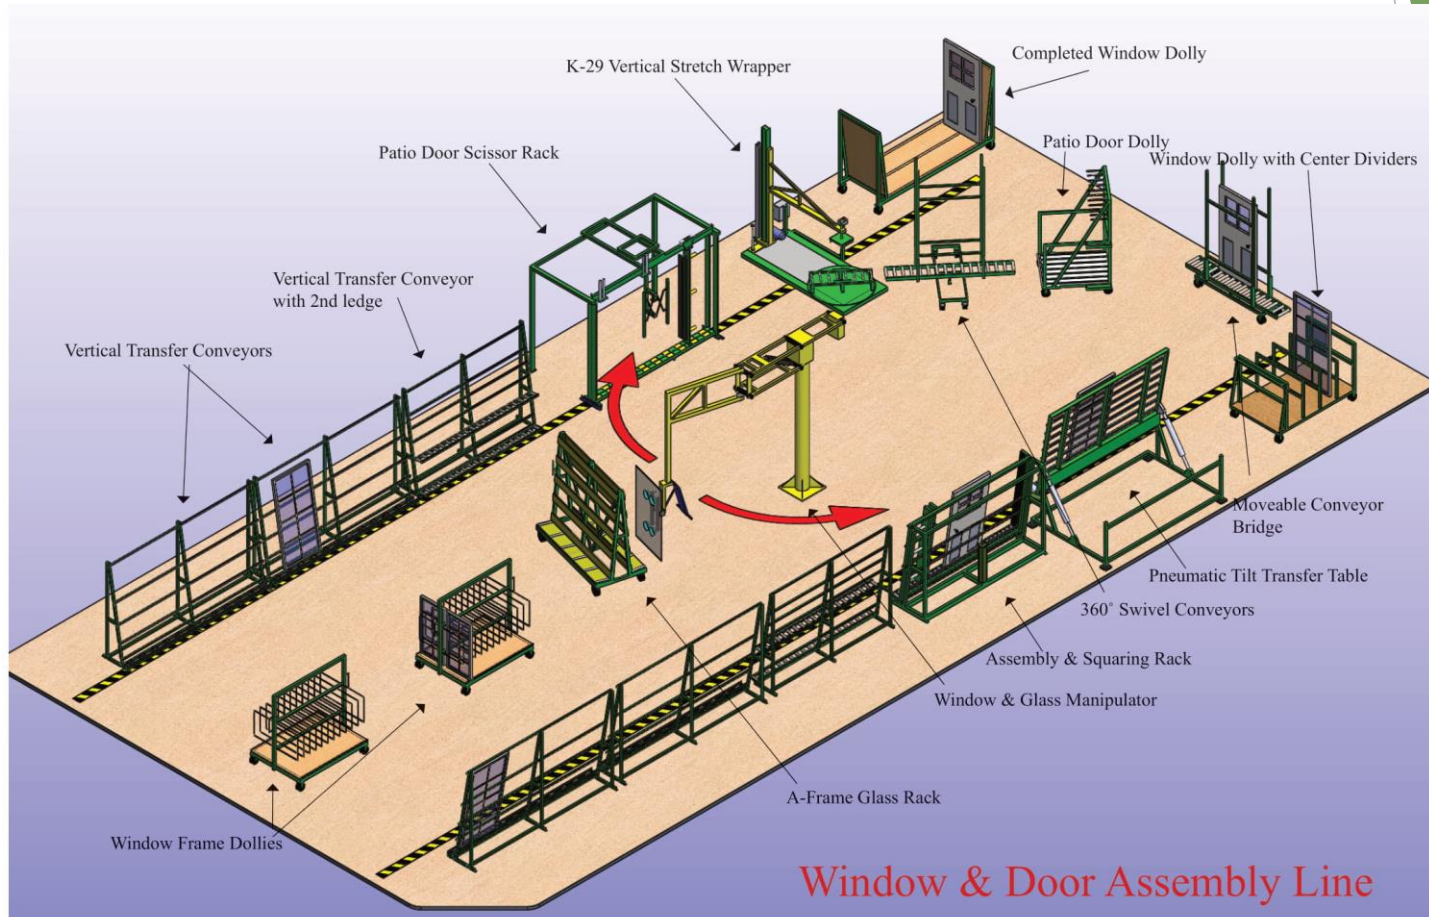 Completed Window Dolly
K-29 Vertical Stretch Wrapper
Patio Door Dolly
Patio Door Scissor Rack
Window Dolly with Center Dividers
Vertical Transfer Conveyor
with 2nd ledge
Vertical Transfer Conveyors
Moveable Conveyor
Bridge
Pneumatic Tilt Transfer Table
360° Swivel Conveyors
Assembly & Squaring Rack
Window & Glass Manipulator
A-Frame Glass Rack
Window Frame Dollies
Window & Door Assembly Line